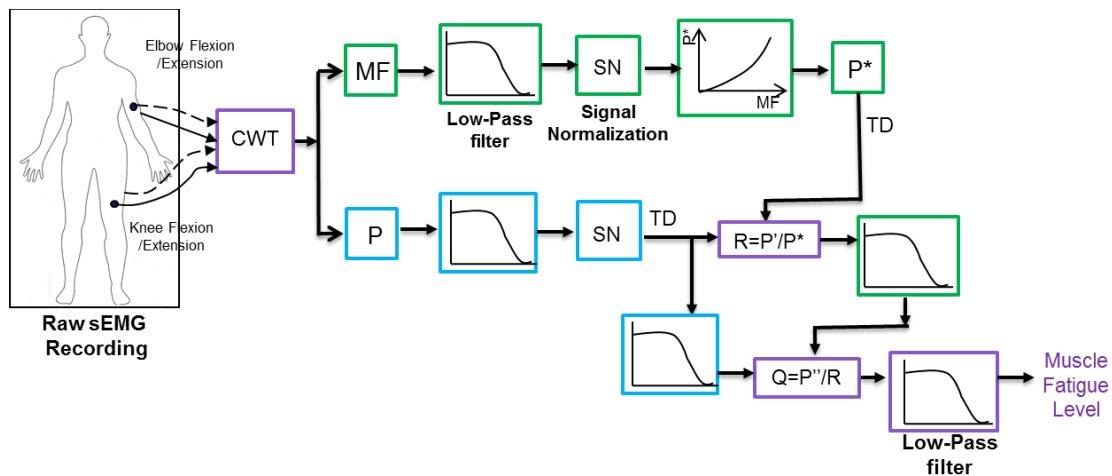 Elbow Flexion
/Extension
Knee Flexion
/Extension
Raw sEMG
Recording
CWT
MF
Low-Pass
filter
SN
Signal
Normalization
P*
MF
P*
TD
P
SN
TD
R=P'/P*
Q=P''/R
Low-Pass
filter
Muscle
Fatigue
Level